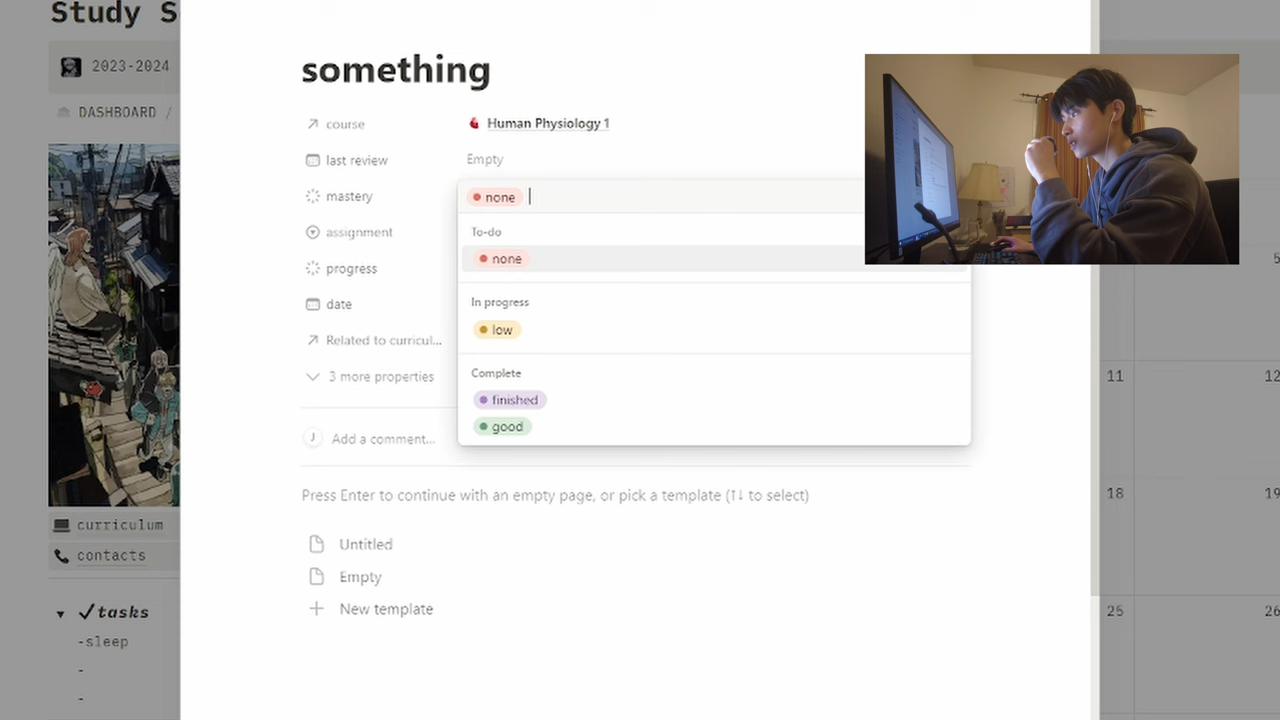 Study S
2023-2024
DASHBOARD /
curriculum
contacts
✓tasks
-sleep
-
-
something
course
Human Physiology 1
last review
Empty
mastery
none
assignment
progress
date
Related to curricul...
3 more properties
To-do
none
In progress
low
Complete
finished
good
J
Add a comment...
Press Enter to continue with an empty page, or pick a template (↑↓ to select)
Untitled
Empty
New template
5
11
12
18
19
25
26